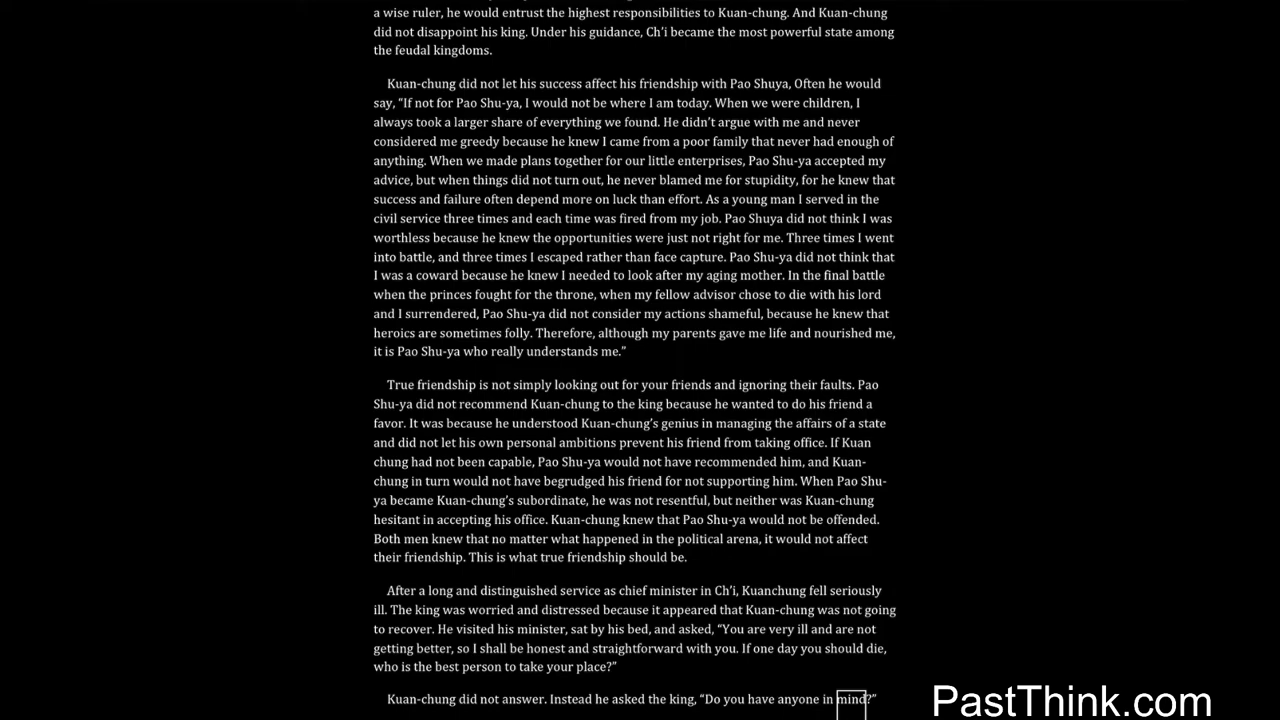 a wise ruler, he would entrust the highest responsibilities to Kuan-chung. And Kuan-chung
did not disappoint his king. Under his guidance, Ch’i became the most powerful state among
the feudal kingdoms.
Kuan-chung did not let his success affect his friendship with Pao Shuya, Often he would
say, “If not for Pao Shu-ya, I would not be where I am today. When we were children, I
always took a larger share of everything we found. He didn’t argue with me and never
considered me greedy because he knew I came from a poor family that never had enough of
anything. When we made plans together for our little enterprises, Pao Shu-ya accepted my
advice, but when things did not turn out, he never blamed me for stupidity, for he knew that
success and failure often depend more on luck than effort. As a young man I served in the
civil service three times and each time was fired from my job. Pao Shuya did not think I was
worthless because he knew the opportunities were just not right for me. Three times I went
into battle, and three times I escaped rather than face capture. Pao Shu-ya did not think that
I was a coward because he knew I needed to look after my aging mother. In the final battle
when the princes fought for the throne, when my fellow advisor chose to die with his lord
and I surrendered, Pao Shu-ya did not consider my actions shameful, because he knew that
heroics are sometimes folly. Therefore, although my parents gave me life and nourished me,
it is Pao Shu-ya who really understands me.”
True friendship is not simply looking out for your friends and ignoring their faults. Pao
Shu-ya did not recommend Kuan-chung to the king because he wanted to do his friend a
favor. It was because he understood Kuan-chung’s genius in managing the affairs of a state
and did not let his own personal ambitions prevent his friend from taking office. If Kuan
chung had not been capable, Pao Shu-ya would not have recommended him, and Kuan-
chung in turn would not have begrudged his friend for not supporting him. When Pao Shu-
ya became Kuan-chung’s subordinate, he was not resentful, but neither was Kuan-chung
hesitant in accepting his office. Kuan-chung knew that Pao Shu-ya would not be offended.
Both men knew that no matter what happened in the political arena, it would not affect
their friendship. This is what true friendship should be.
After a long and distinguished service as chief minister in Ch’i, Kuanchung fell seriously
ill. The king was worried and distressed because it appeared that Kuan-chung was not going
to recover. He visited his minister, sat by his bed, and asked, “You are very ill and are not
getting better, so I shall be honest and straightforward with you. If one day you should die,
who is the best person to take your place?”
Kuan-chung did not answer. Instead he asked the king, “Do you have anyone in mind?”
PastThink.com